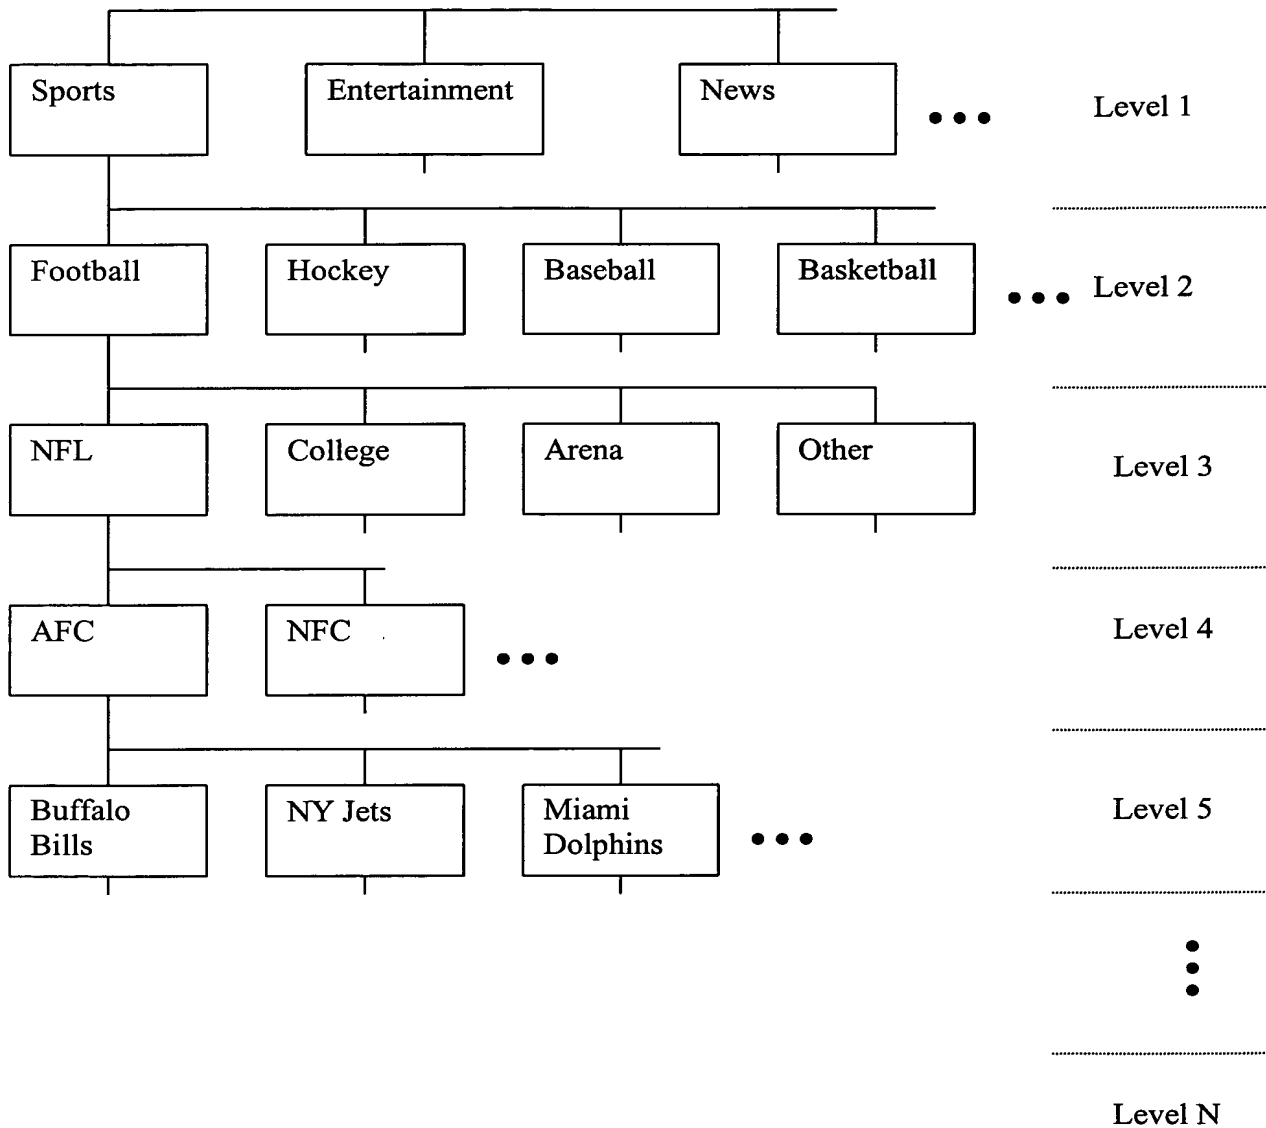 Sports Entertainment News Level 1
Football Hockey Baseball Basketball Level 2
NFL College Arena Other Level 3
AFC NFC Level 4
Buffalo Bills NY Jets Miami Dolphins Level 5
Level N